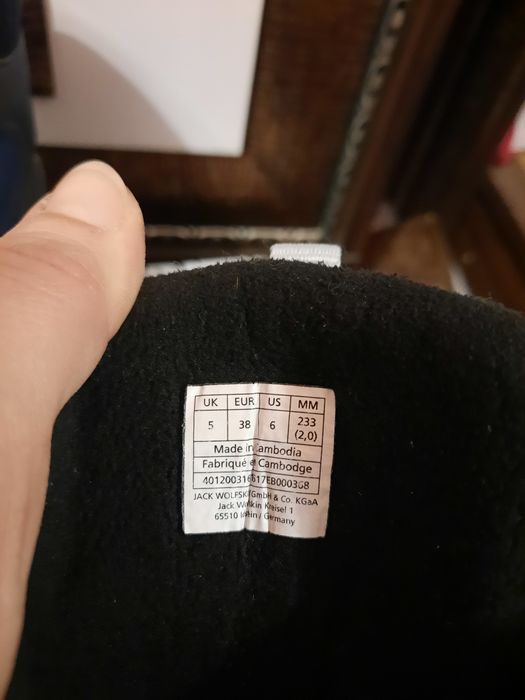 UK EUR US MM
5 38 6 233 (2,0)
Made in Cambodia
Fabriqué Cambodge
JACK WOLFSKIN GmbH & Co. KGaA
Jack Wolfskin Kreisel 1
65510 Idstein / Germany